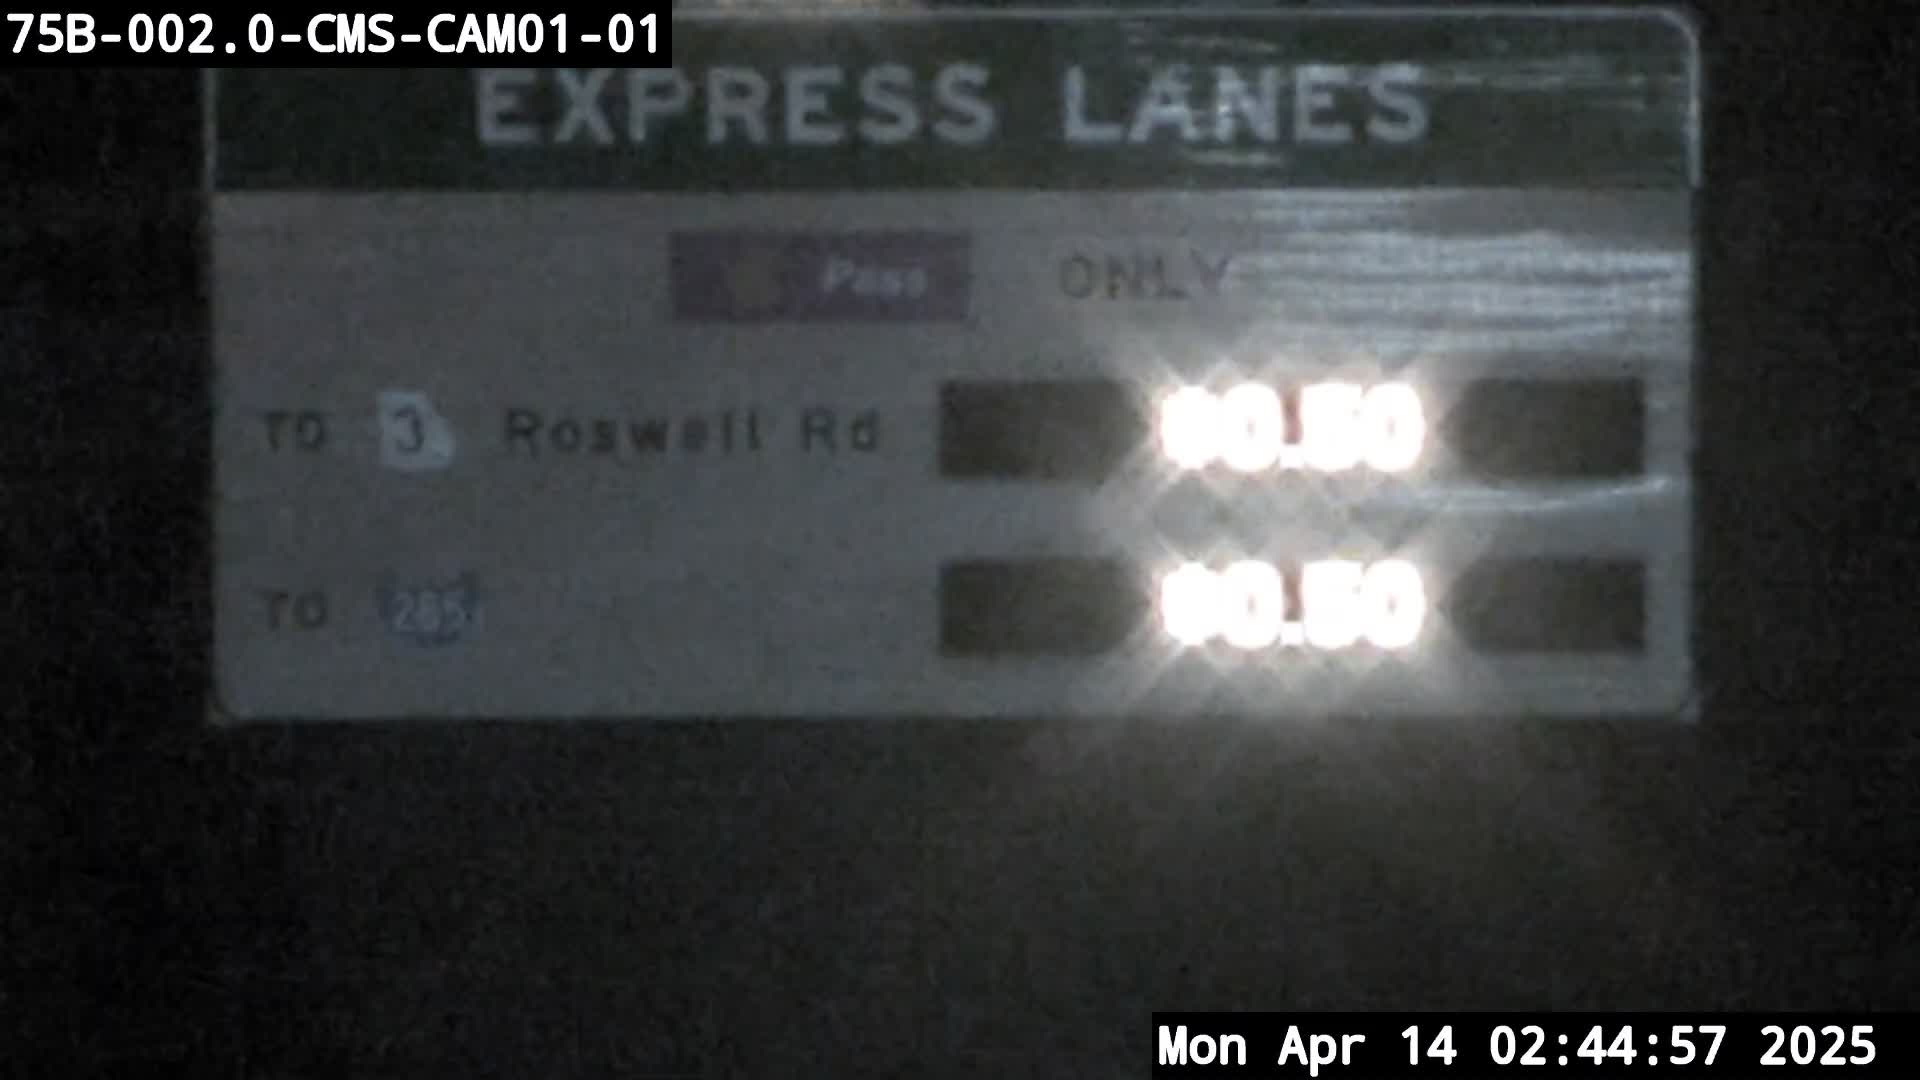 75B-002.0-CMS-CAM01-01
EXPRESS LANES
Pass ONLY
TO 3 Roswell Rd $0.50
TO 285 $0.50
Mon Apr 14 02:44:57 2025